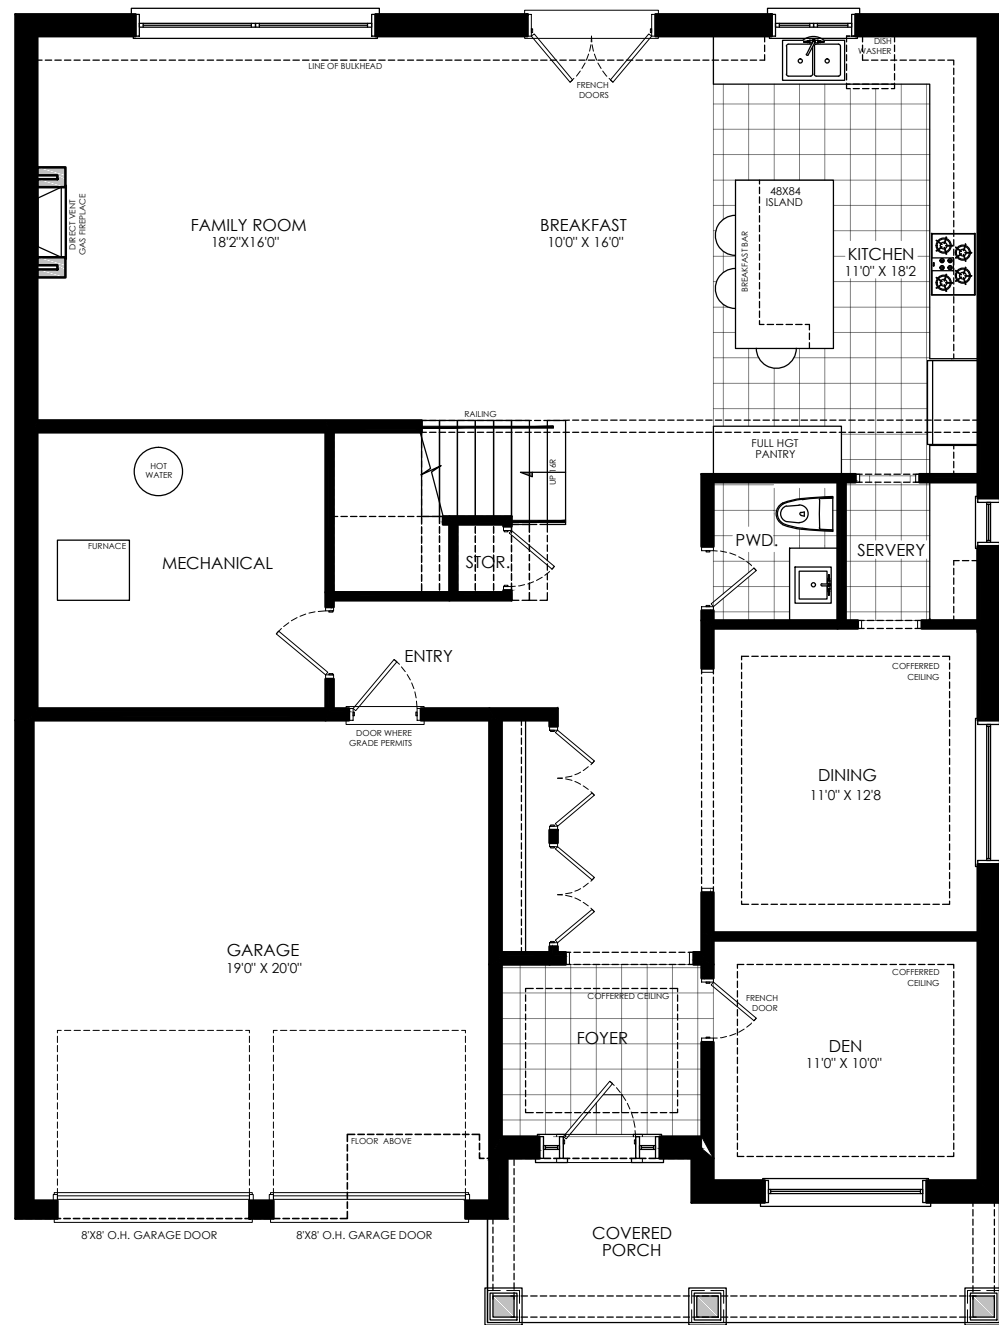 LINE OF BULKHEAD
FRENCH
DOORS
DISH
WASHER
DIRECT VENT
GAS FIREPLACE
FAMILY ROOM
18'2"X16'0"
BREAKFAST
10'0" X 16'0"
48X84
ISLAND
BREAKFAST BAR
KITCHEN
11'0" X 18'2
RAILING
UP 16R
FULL HGT
PANTRY
HOT
WATER
FURNACE
MECHANICAL
STOR.
PWD.
SERVERY
ENTRY
DOOR WHERE
GRADE PERMITS
COFFERRED
CEILING
DINING
11'0" X 12'8
GARAGE
19'0" X 20'0"
COFFERRED CEILING
FOYER
FRENCH
DOOR
COFFERRED
CEILING
DEN
11'0" X 10'0"
FLOOR ABOVE
8'X8' O.H. GARAGE DOOR
8'X8' O.H. GARAGE DOOR
COVERED
PORCH